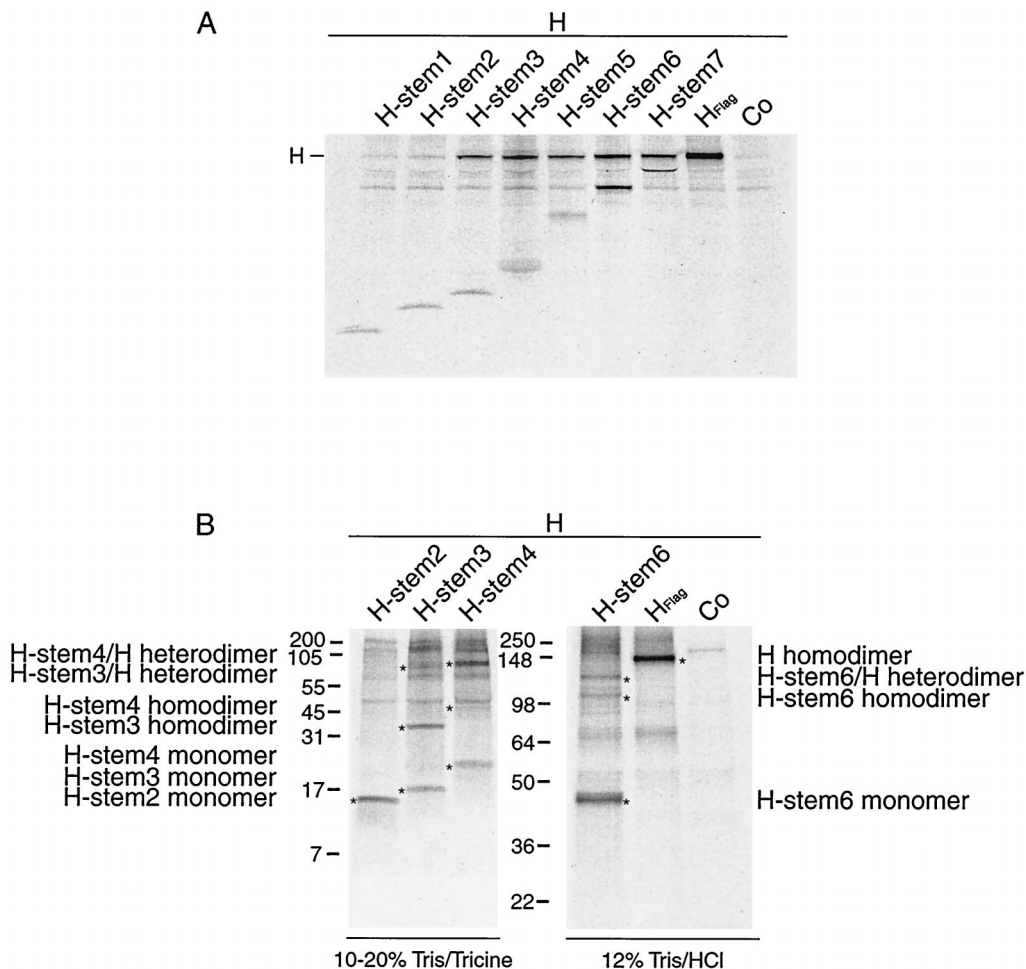 A
H
H-stem1 H-stem2 H-stem3 H-stem4 H-stem5 H-stem6 H-stem7 HFlag Co
H
B
H
H-stem2 H-stem3 H-stem4 H-stem6 HFlag Co
H-stem4/H heterodimer
H-stem3/H heterodimer
H-stem4 homodimer
H-stem3 homodimer
H-stem4 monomer
H-stem3 monomer
H-stem2 monomer
200
105
55
45
31
17
7
* * * * * * *
250
148
98
64
50
36
22
* * * *
H homodimer
H-stem6/H heterodimer
H-stem6 homodimer
H-stem6 monomer
10-20% Tris/Tricine
12% Tris/HCl